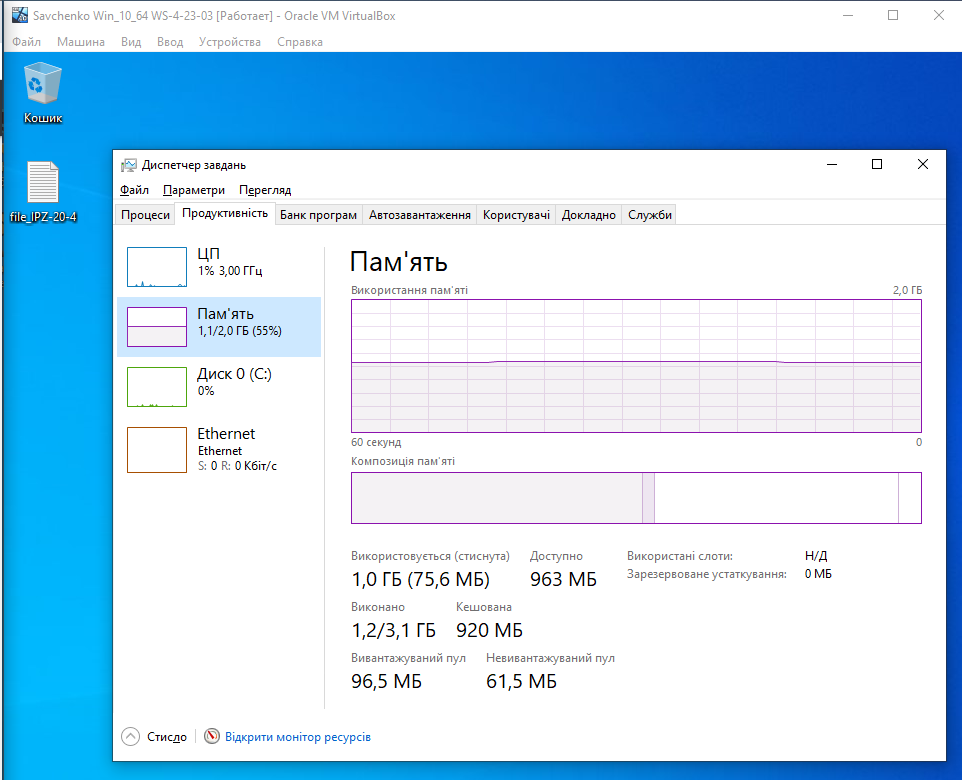 Savchenko Win_10_64 WS-4-23-03 [Работает] - Oracle VM VirtualBox
Файл Машина Вид Ввод Устройства Справка
Кошик
file_IPZ-20-4
Диспетчер завдань
Файл Параметри Перегляд
Процеси Продуктивність Банк програм Автозавантаження Користувачі Докладно Служби
ЦП
1% 3,00 ГГц
Пам'ять
1,1/2,0 ГБ (55%)
Диск 0 (C:)
0%
Ethernet
Ethernet
S: 0 R: 0 Кбіт/с
Пам'ять
Використання пам'яті 2,0 ГБ
60 секунд 0
Композиція пам'яті
Використовується (стиснута) Доступно Використані слоти: Н/Д
1,0 ГБ (75,6 МБ) 963 МБ Зарезервоване устаткування: 0 МБ
Виконано Кешована
1,2/3,1 ГБ 920 МБ
Вивантажуваний пул Невивантажуваний пул
96,5 МБ 61,5 МБ
Стисло Відкрити монітор ресурсів